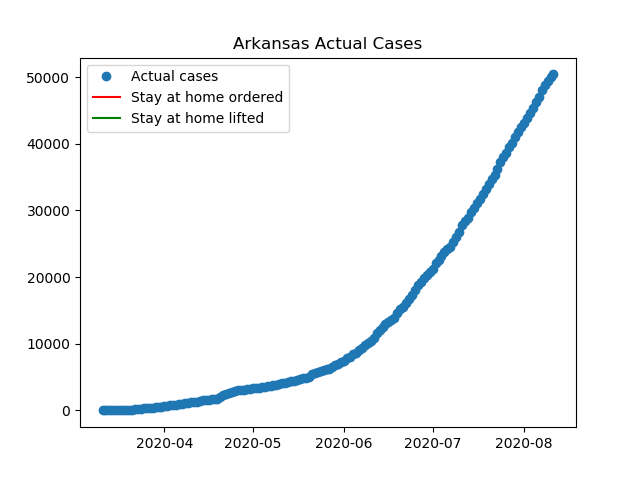 Arkansas Actual Cases
Actual cases
Stay at home ordered
Stay at home lifted
50000
40000
30000
20000
10000
0
2020-04 2020-05 2020-06 2020-07 2020-08